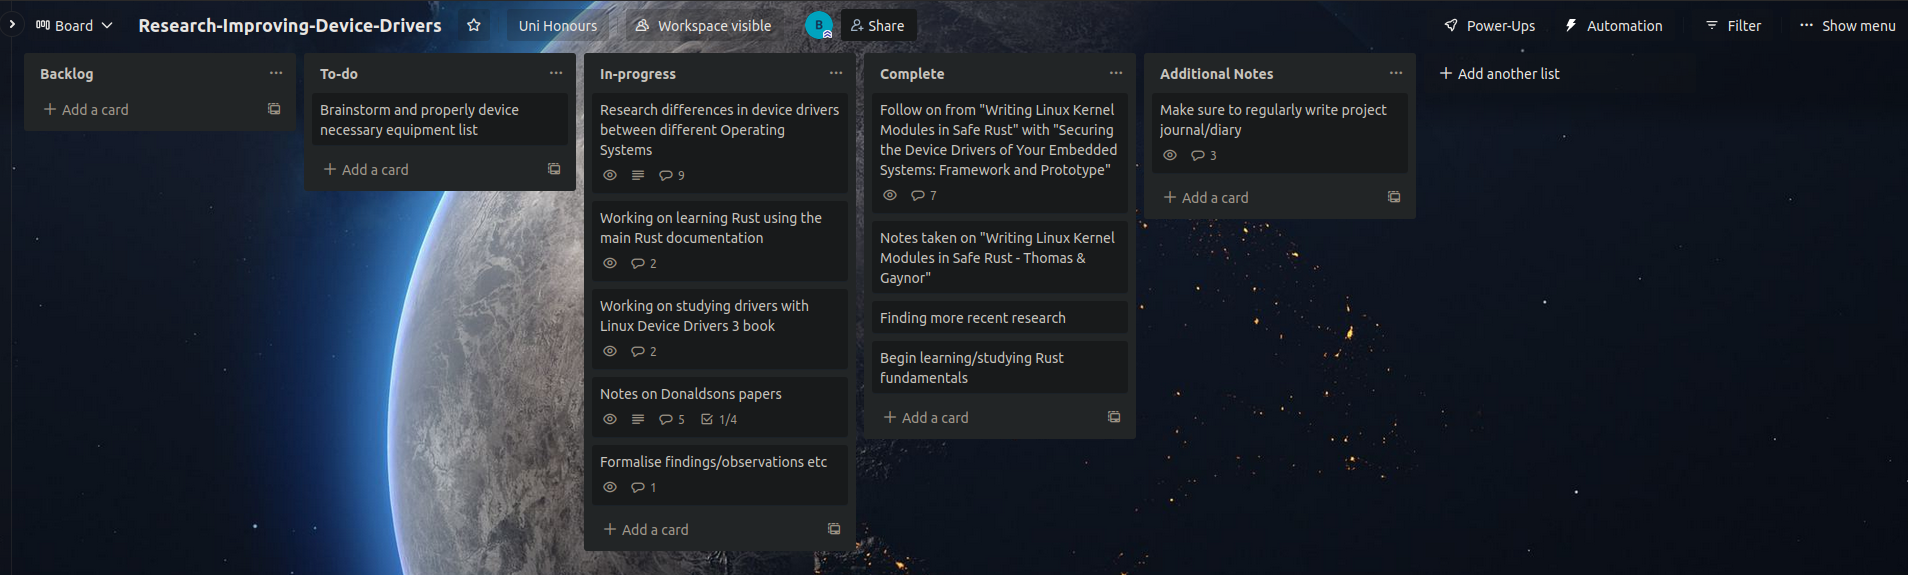 Board
Research-Improving-Device-Drivers
Uni Honours
Workspace visible
B
Share
Power-Ups
Automation
Filter
Show menu
Backlog
Add a card
To-do
Brainstorm and properly device
necessary equipment list
Add a card
In-progress
Research differences in device drivers
between different Operating
Systems
9
Working on learning Rust using the
main Rust documentation
2
Working on studying drivers with
Linux Device Drivers 3 book
2
Notes on Donaldsons papers
5 1/4
Formalise findings/observations etc
1
Add a card
Complete
Follow on from "Writing Linux Kernel
Modules in Safe Rust" with "Securing
the Device Drivers of Your Embedded
Systems: Framework and Prototype"
7
Notes taken on "Writing Linux Kernel
Modules in Safe Rust - Thomas &
Gaynor"
Finding more recent research
Begin learning/studying Rust
fundamentals
Add a card
Additional Notes
Make sure to regularly write project
journal/diary
3
Add a card
Add another list